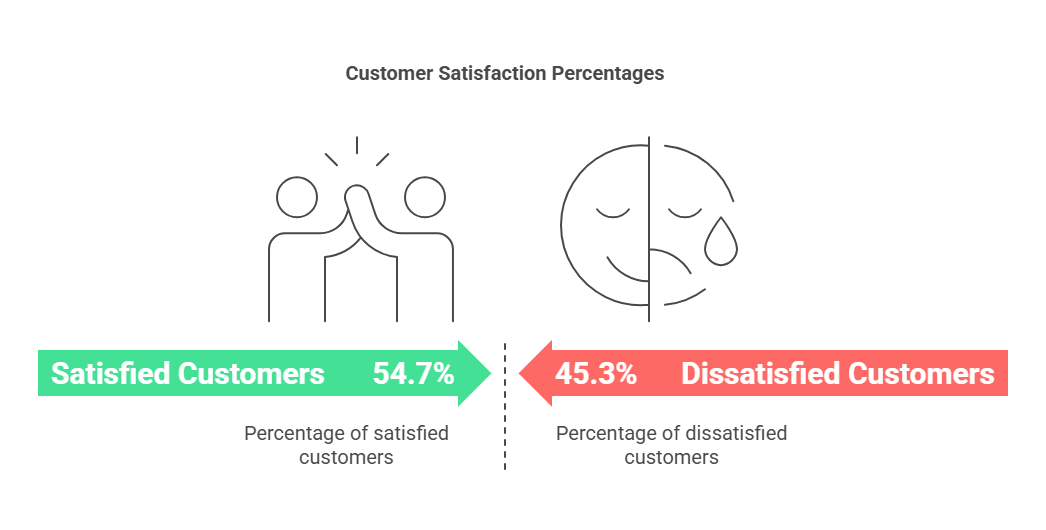 Customer Satisfaction Percentages
Satisfied Customers 54.7%
45.3% Dissatisfied Customers
Percentage of satisfied
customers
Percentage of dissatisfied
customers